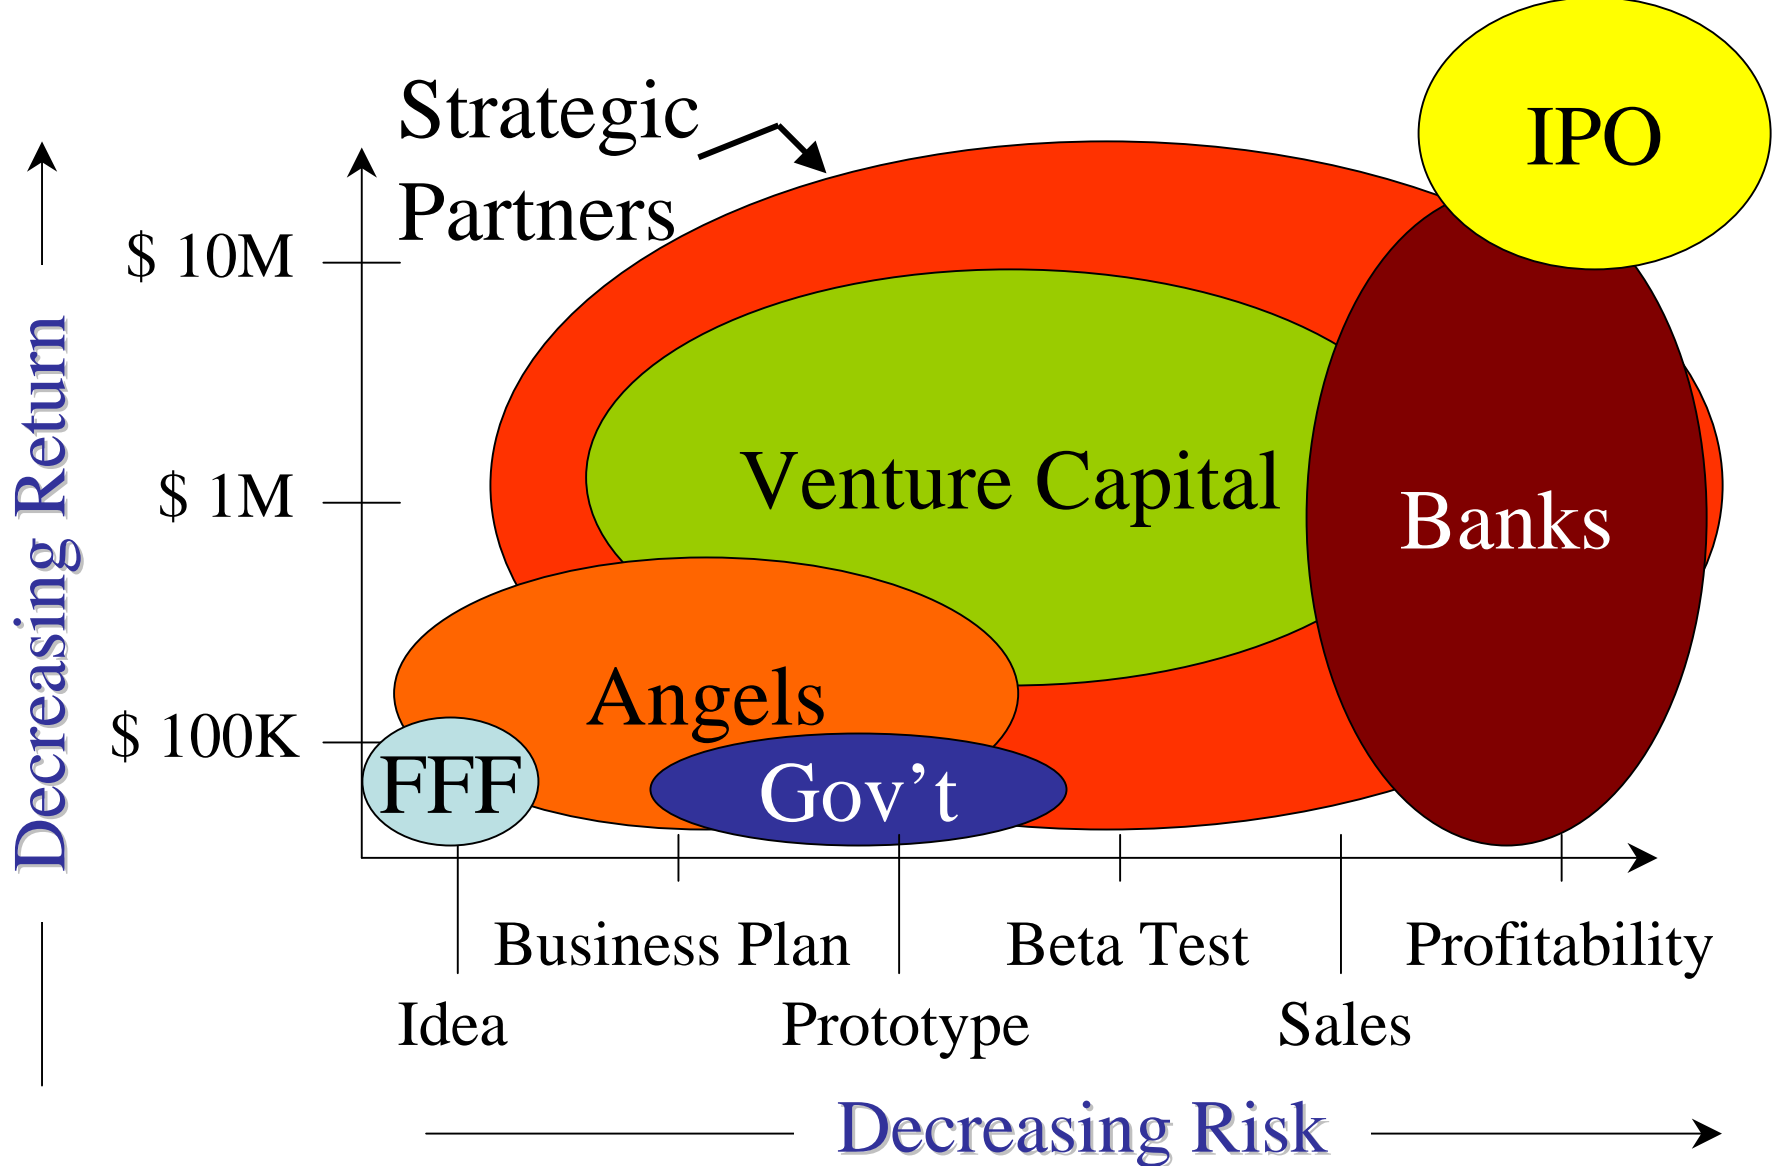 Strategic
Partners
IPO
$ 10M
$ 1M
$ 100K
Decreasing Return
Venture Capital
Banks
Angels
FFF
Gov’t
Business Plan
Beta Test
Profitability
Idea
Prototype
Sales
Decreasing Risk